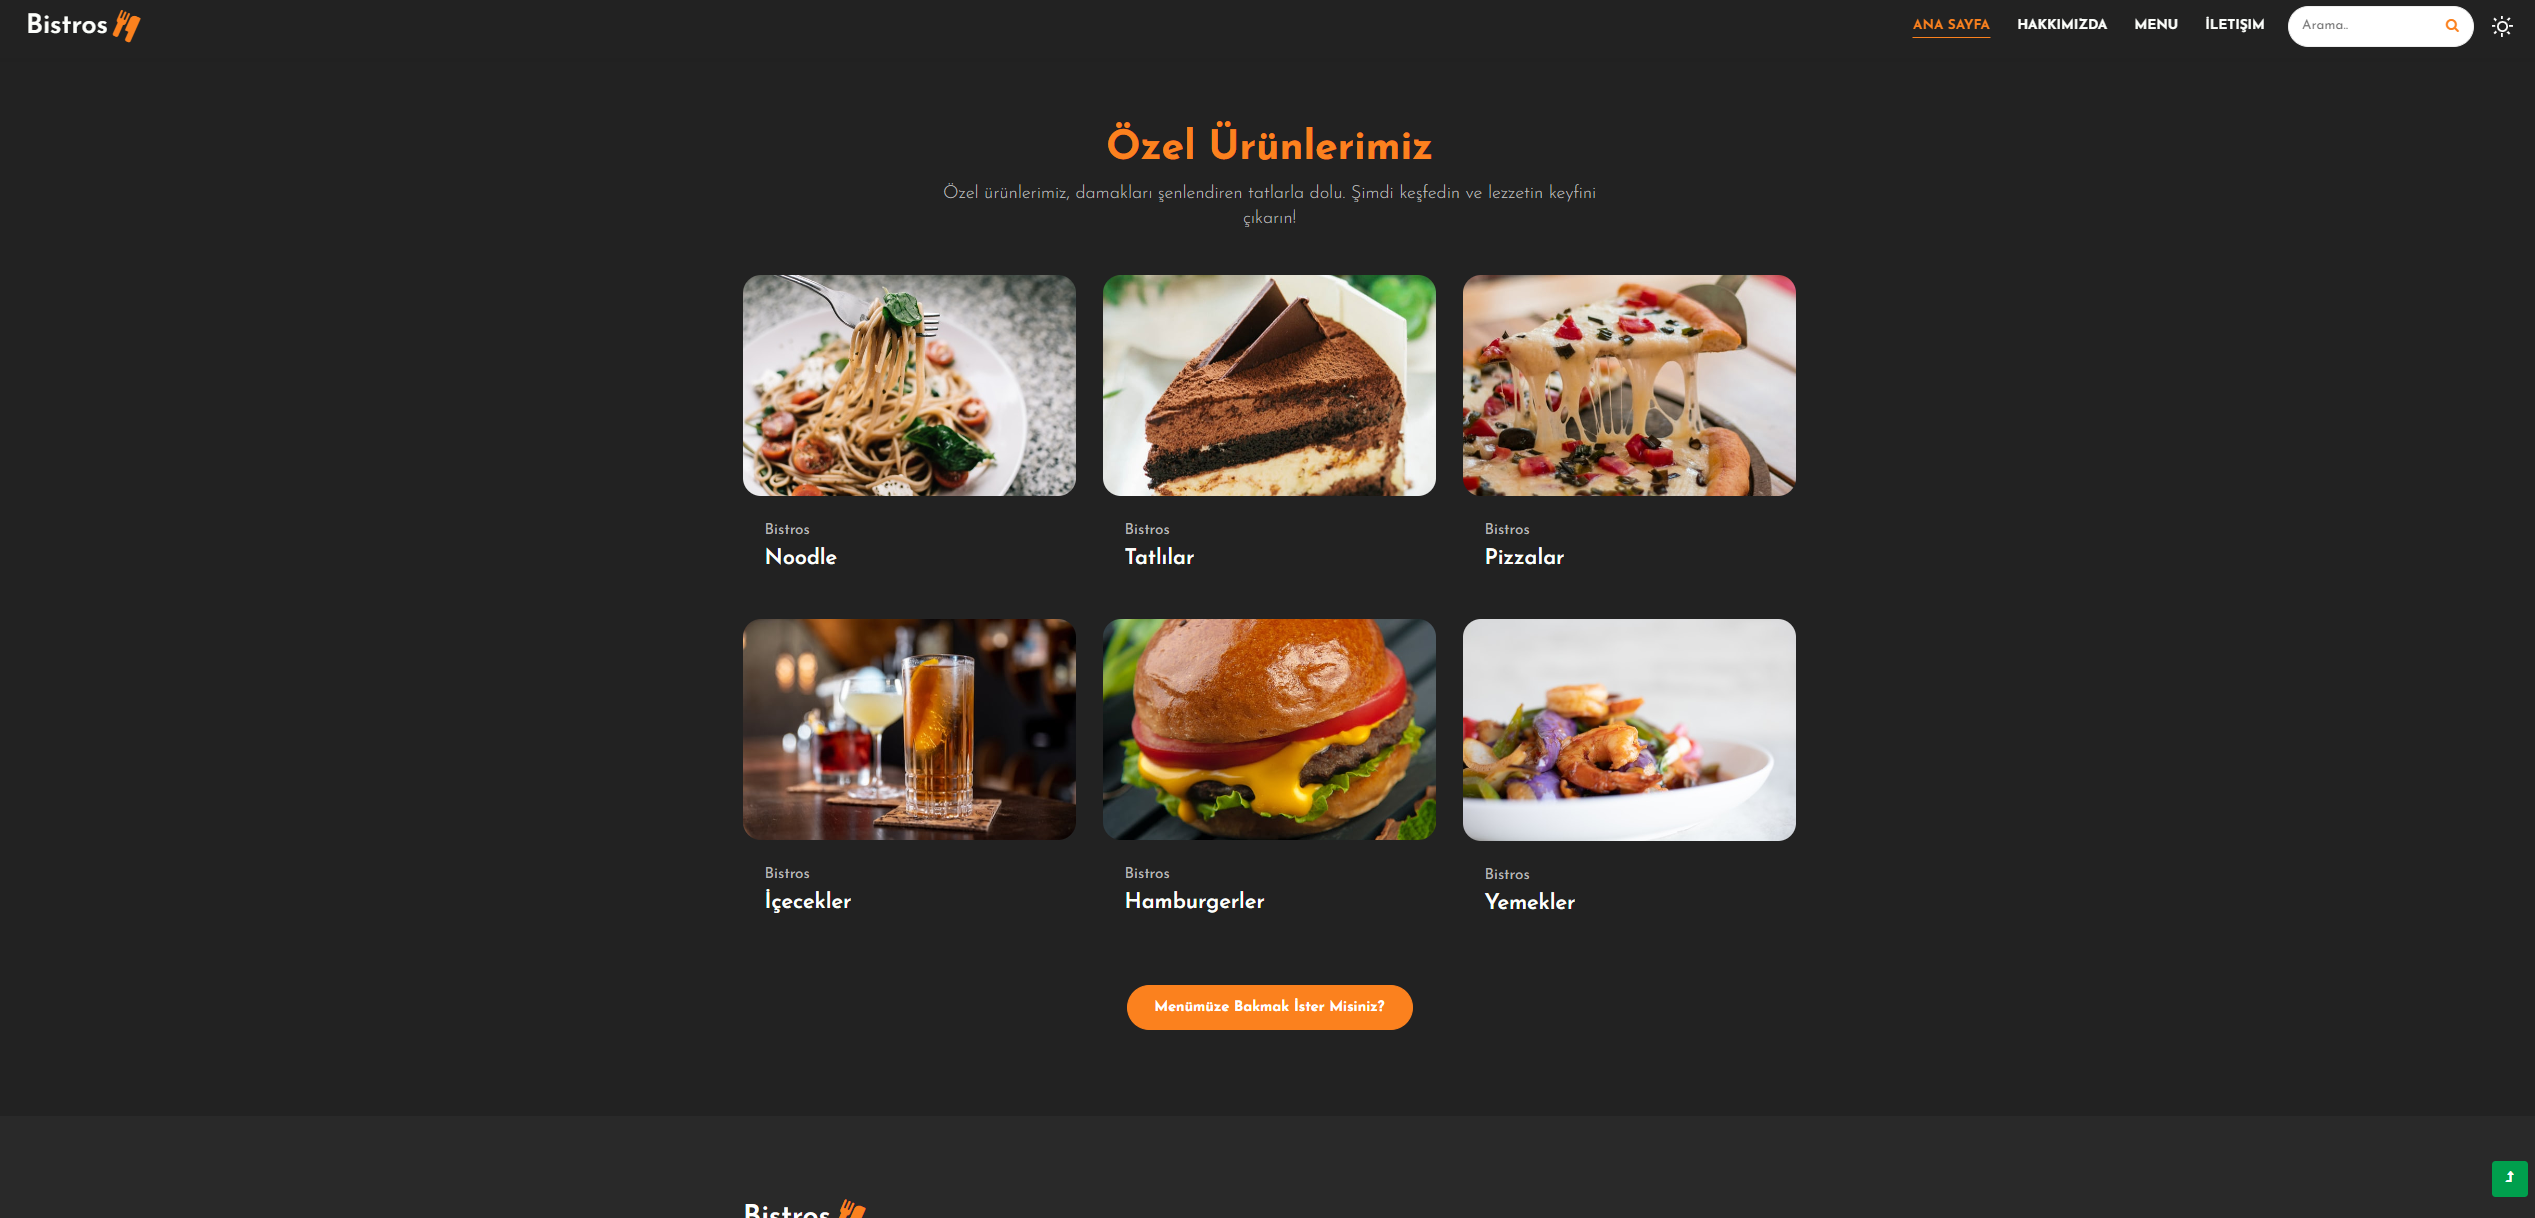 Bistros
ANA SAYFA HAKKIMIZDA MENU İLETIŞIM Arama..
Özel Ürünlerimiz
Özel ürünlerimiz, damakları şenlendiren tatlarla dolu. Şimdi keşfedin ve lezzetin keyfini
çıkarın!
Bistros
Noodle
Bistros
Tatlılar
Bistros
Pizzalar
Bistros
İçecekler
Bistros
Hamburgerler
Bistros
Yemekler
Menümüze Bakmak İster Misiniz?
Bistros